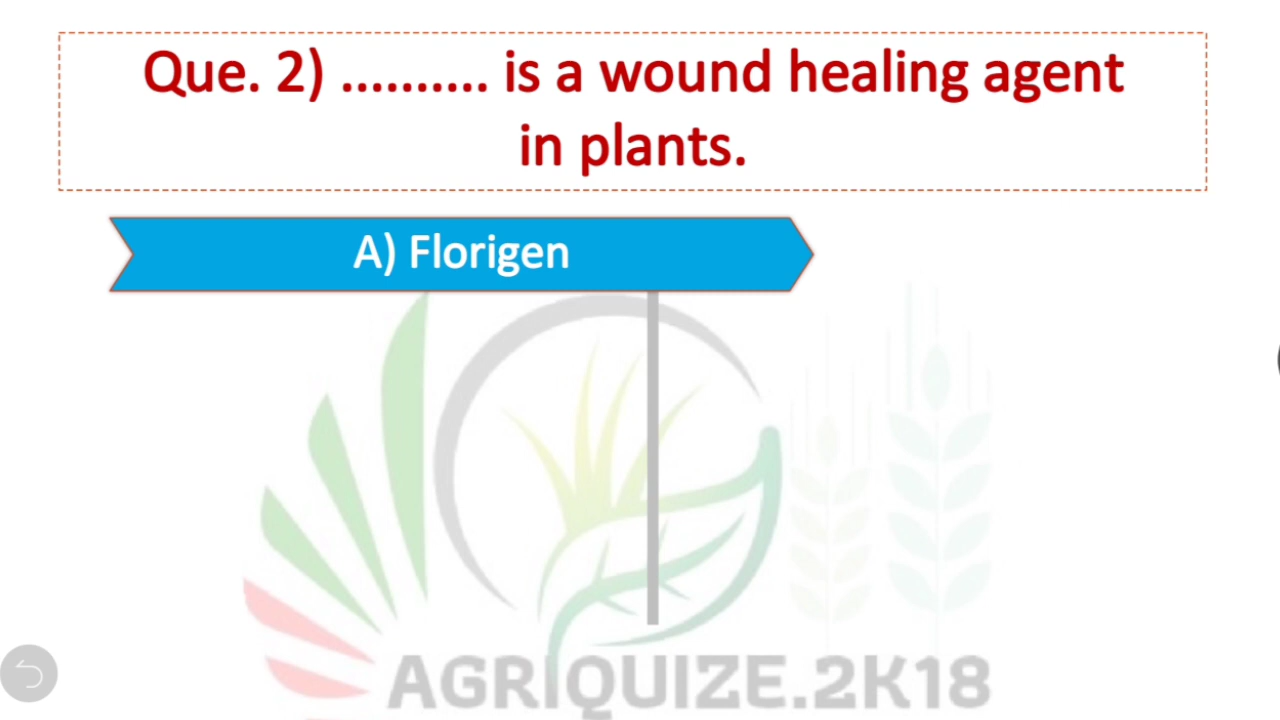 Que. 2) .......... is a wound healing agent
in plants.
A) Florigen
AGRIQUIZE.2K18